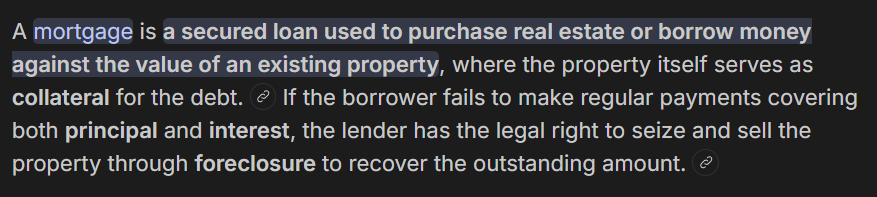 A mortgage is a secured loan used to purchase real estate or borrow money
against the value of an existing property, where the property itself serves as
collateral for the debt. If the borrower fails to make regular payments covering
both principal and interest, the lender has the legal right to seize and sell the
property through foreclosure to recover the outstanding amount.